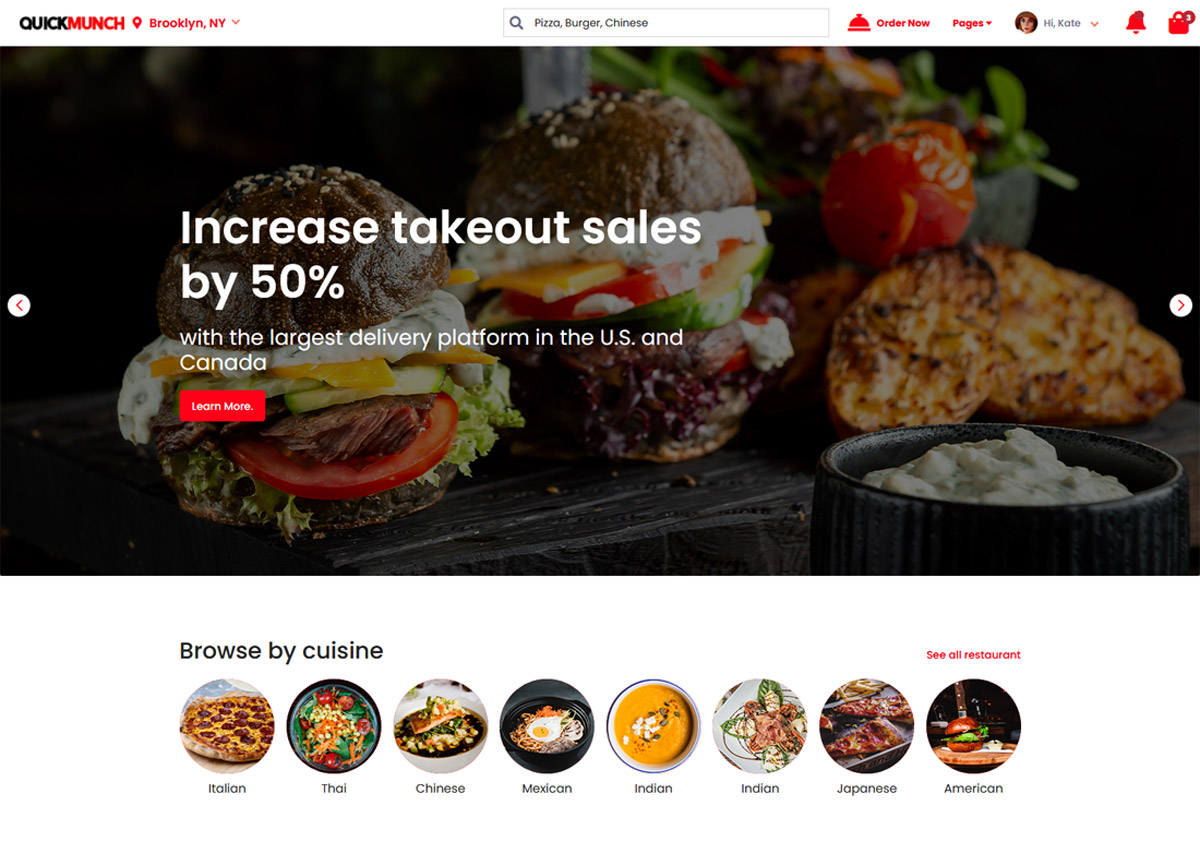 QUICKMUNCH Brooklyn, NY Pizza, Burger, Chinese Order Now Pages Hi, Kate 3
Increase takeout sales
by 50%
with the largest delivery platform in the U.S. and
Canada
Learn More.
Browse by cuisine See all restaurant
Italian Thai Chinese Mexican Indian Indian Japanese American